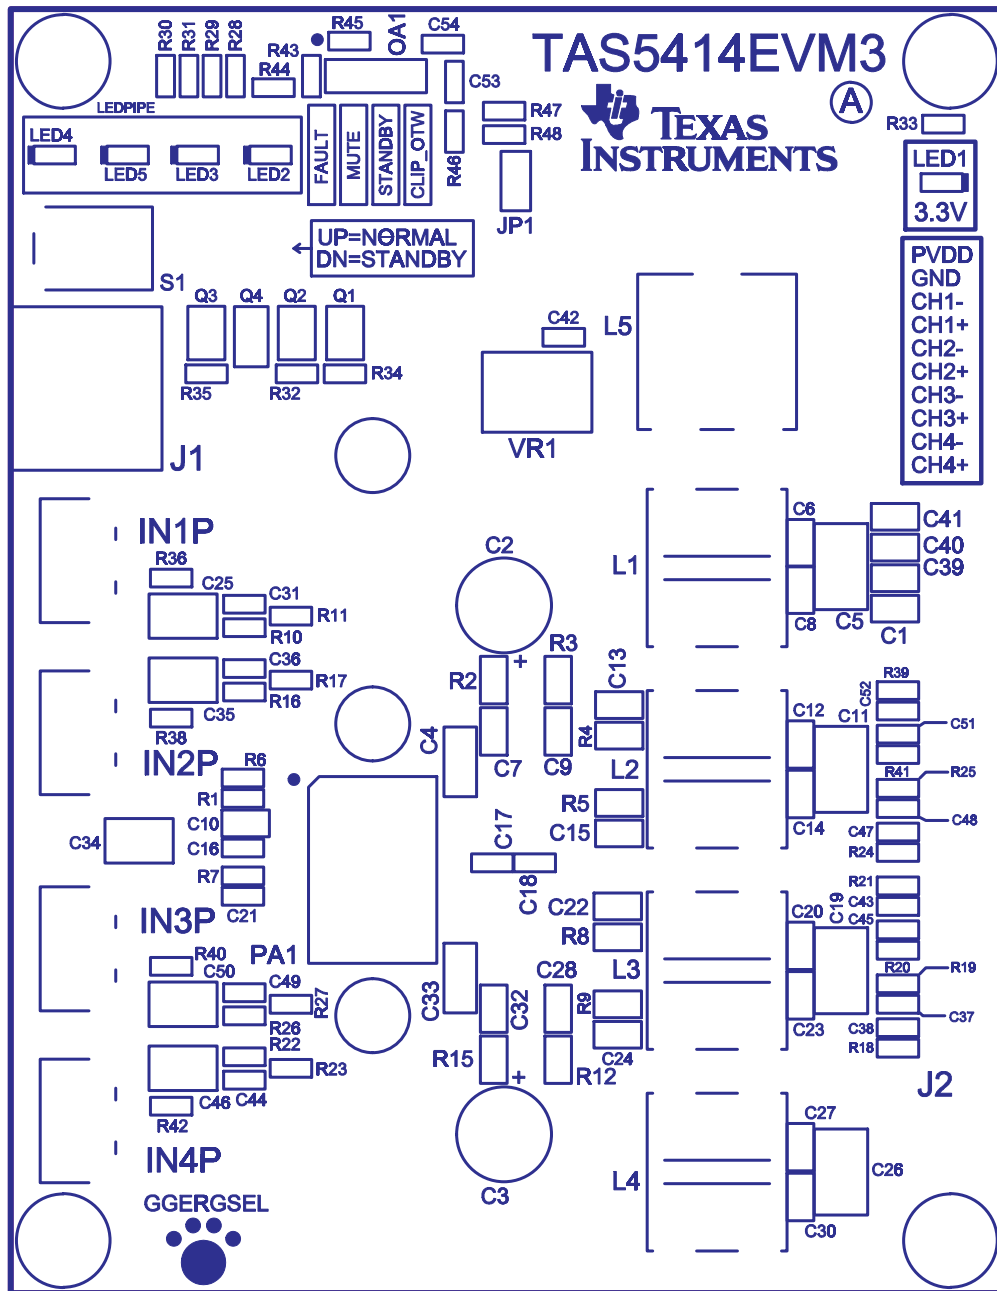 R30
R31
R29
R28
R45
OA1
C54
TAS5414EVM3
R43
R44
C53
A
TEXAS
INSTRUMENTS
R47
R48
R46
JP1
R33
LED1
3.3V
LEDPIPE
LED4
LED5
LED3
LED2
FAULT
MUTE
STANDBY
CLIP_OTW
UP=NORMAL
DN=STANDBY
S1
PVDD
GND
CH1-
CH1+
CH2-
CH2+
CH3-
CH3+
CH4-
CH4+
Q3
Q4
Q2
Q1
R35
R32
R34
C42
L5
VR1
J1
IN1P
R36
C25
C31
R11
R10
C36
R17
R16
C35
R38
IN2P
C2
+
R2
R3
C13
R4
C4
C7
C9
L1
C6
C8
C5
C41
C40
C39
C1
R39
C52
C51
C12
C11
L2
C14
R41
R25
C48
C47
R24
R6
R1
C10
C16
C34
R7
C21
R5
C15
C17
C18
IN3P
R40
PA1
C50
C49
R27
R26
R22
R23
C46
C44
R42
IN4P
C22
R8
C33
C32
C28
R9
C24
R15
R12
+
C3
L3
C20
C19
C23
R21
C43
C45
R20
R19
C37
C38
R18
J2
C27
L4
C26
C30
GGERGSEL